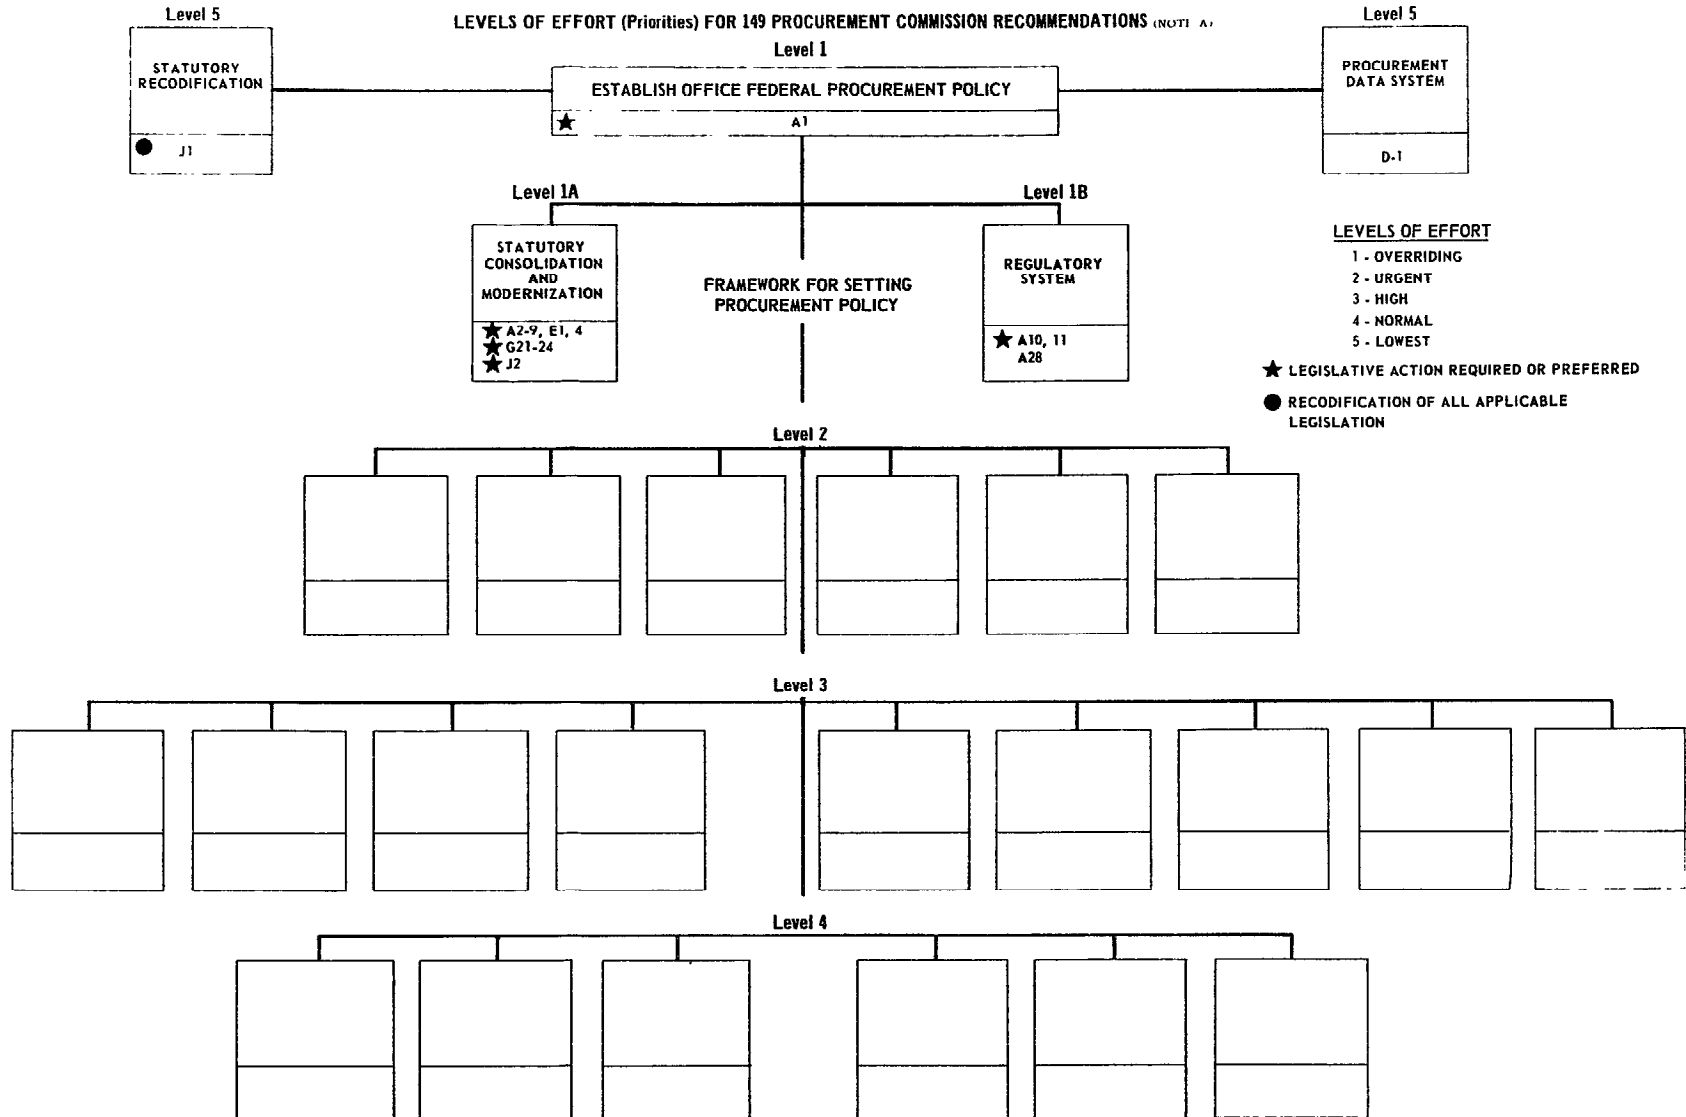 Level 5
LEVELS OF EFFORT (Priorities) FOR 149 PROCUREMENT COMMISSION RECOMMENDATIONS (NOTE A)
Level 5
STATUTORY
RECODIFICATION
J1
Level 1
ESTABLISH OFFICE FEDERAL PROCUREMENT POLICY
★ A1
PROCUREMENT
DATA SYSTEM
D-1
Level 1A
Level 1B
STATUTORY
CONSOLIDATION
AND
MODERNIZATION
★ A2-9, E1, 4
★ G21-24
★ J2
FRAMEWORK FOR SETTING
PROCUREMENT POLICY
REGULATORY
SYSTEM
★ A10, 11
A28
LEVELS OF EFFORT
1 - OVERRIDING
2 - URGENT
3 - HIGH
4 - NORMAL
5 - LOWEST
★ LEGISLATIVE ACTION REQUIRED OR PREFERRED
● RECODIFICATION OF ALL APPLICABLE
LEGISLATION
Level 2
Level 3
Level 4